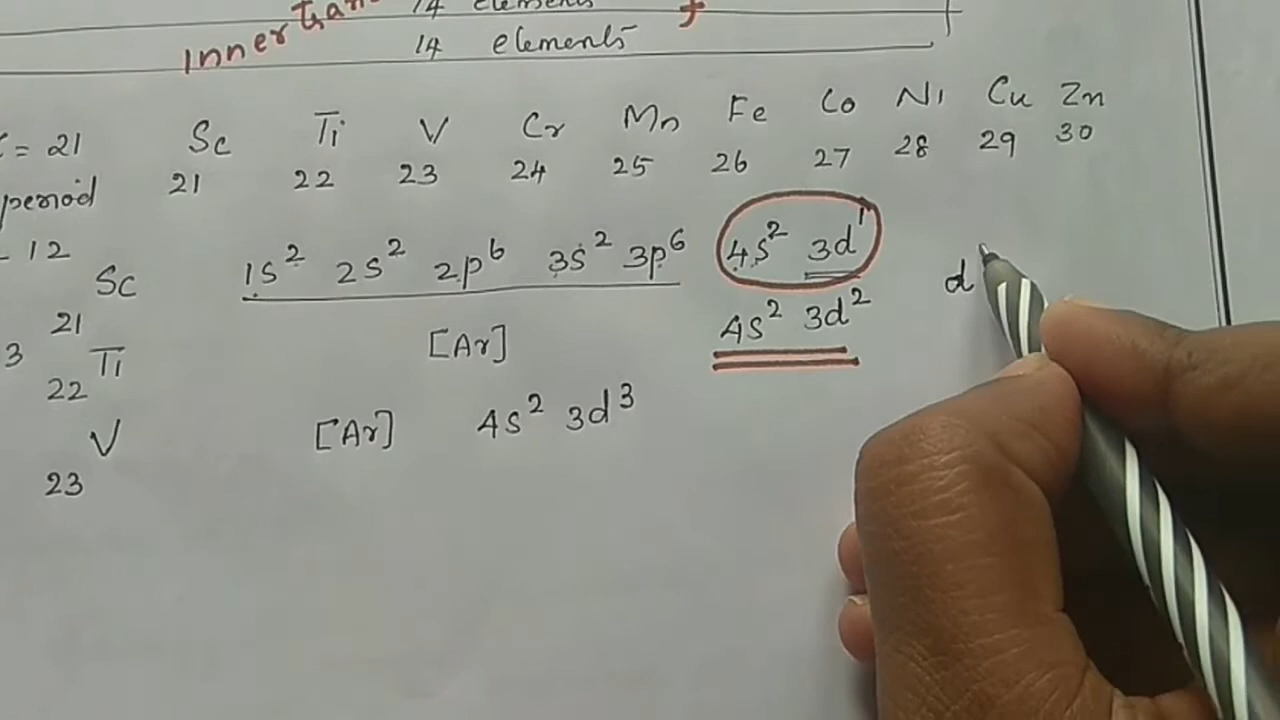 14 elements
Inner tran f
14 elements
= 21 Sc Ti V Cr Mn Fe Co Ni Cu Zn
period 21 22 23 24 25 26 27 28 29 30
- 12
Sc 1s² 2s² 2p⁶ 3s² 3p⁶ 4s² 3d¹ d
21
3 Ti [Ar] 4s² 3d²
22
V [Ar] 4s² 3d³
23